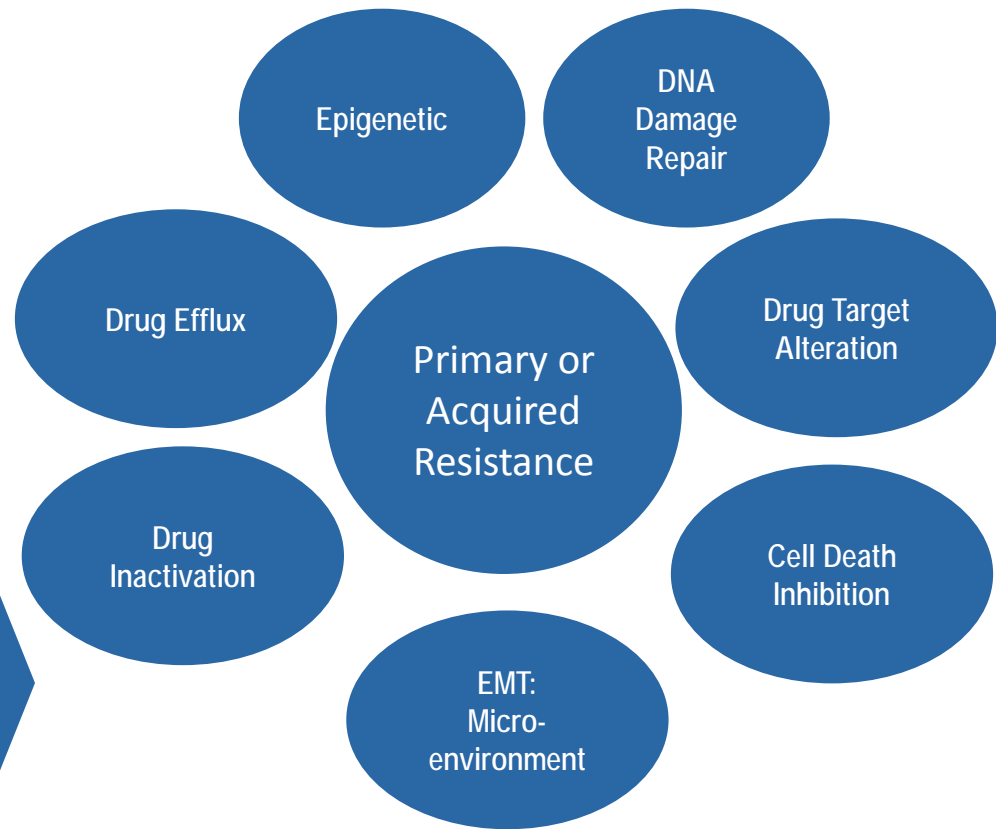 Epigenetic
DNA
Damage
Repair
Drug Efflux
Drug Target
Alteration
Primary or
Acquired
Resistance
Drug
Inactivation
Cell Death
Inhibition
EMT:
Micro-
environment